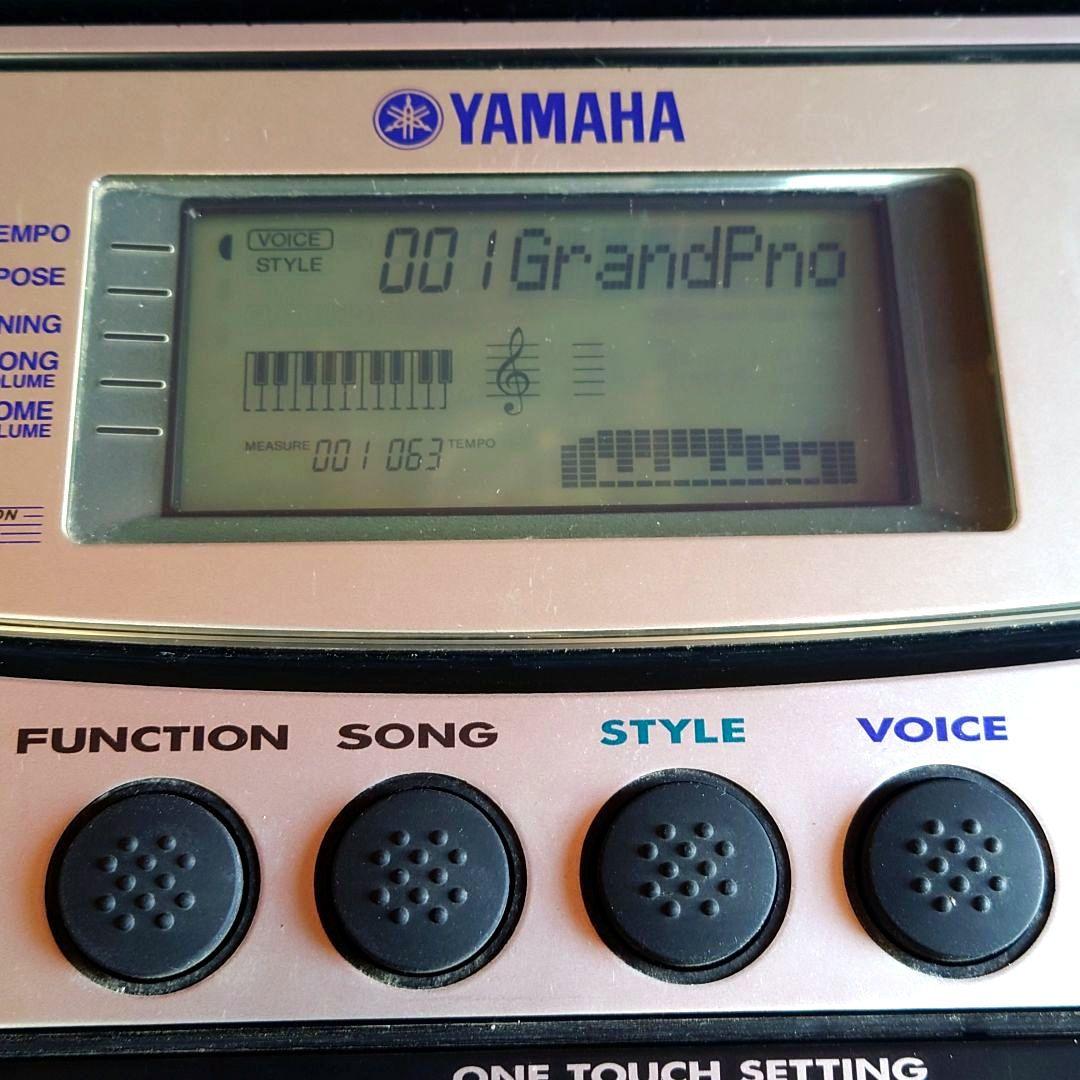 YAMAHA
EMPO
POSE
NING
ONG
LUME
OME
LUME
ON
VOICE
STYLE
001GrandPno
MEASURE 001 063 TEMPO
FUNCTION SONG STYLE VOICE
ONE TOUCH SETTING